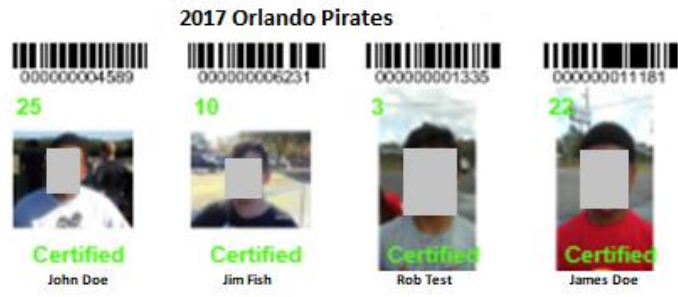 2017 Orlando Pirates
000000004589 000000006231 000000001335 000000011181
25 10 3 22
Certified Certified Certified Certified
John Doe Jim Fish Rob Test James Doe